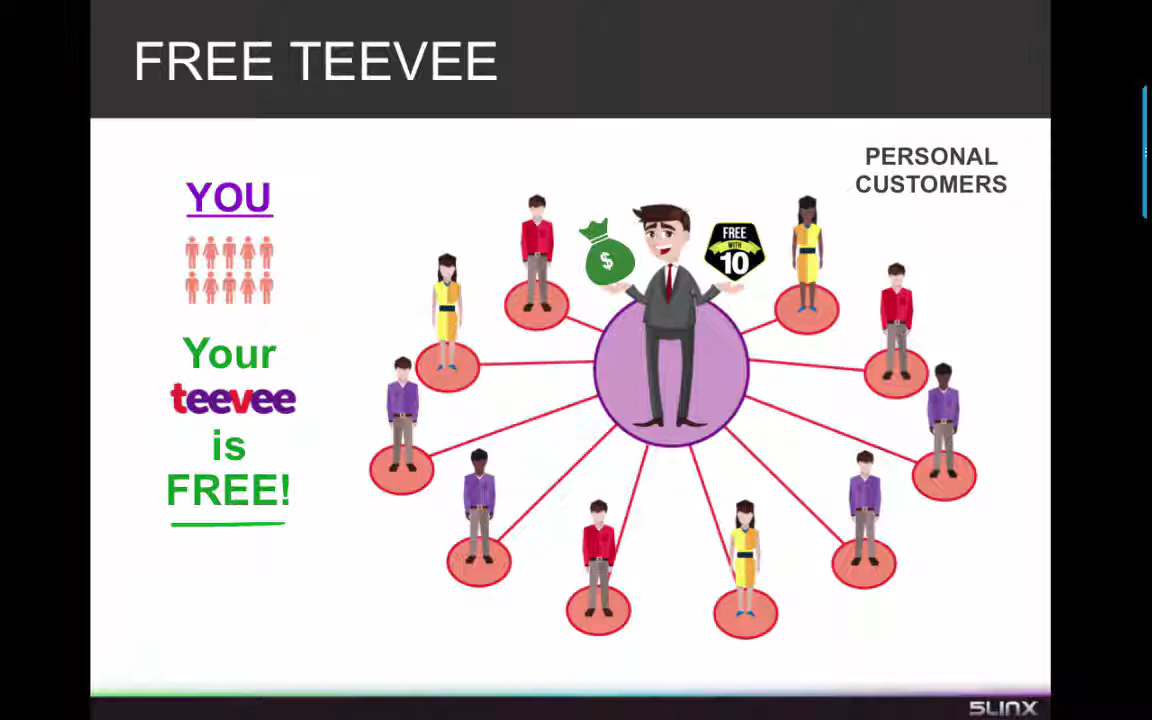 FREE TEEVEE
PERSONAL
CUSTOMERS
YOU
Your
teevee
is
FREE!
$
FREE
WITH
10
5LINX